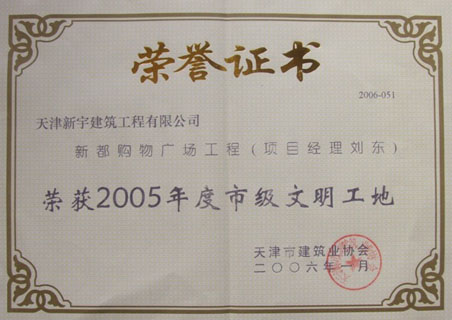 荣誉证书
2006-051
天津新宇建筑工程有限公司
新都购物广场工程(项目经理刘东)
荣获2005年度市级文明工地
天津市建筑业协会
二〇〇六年一月